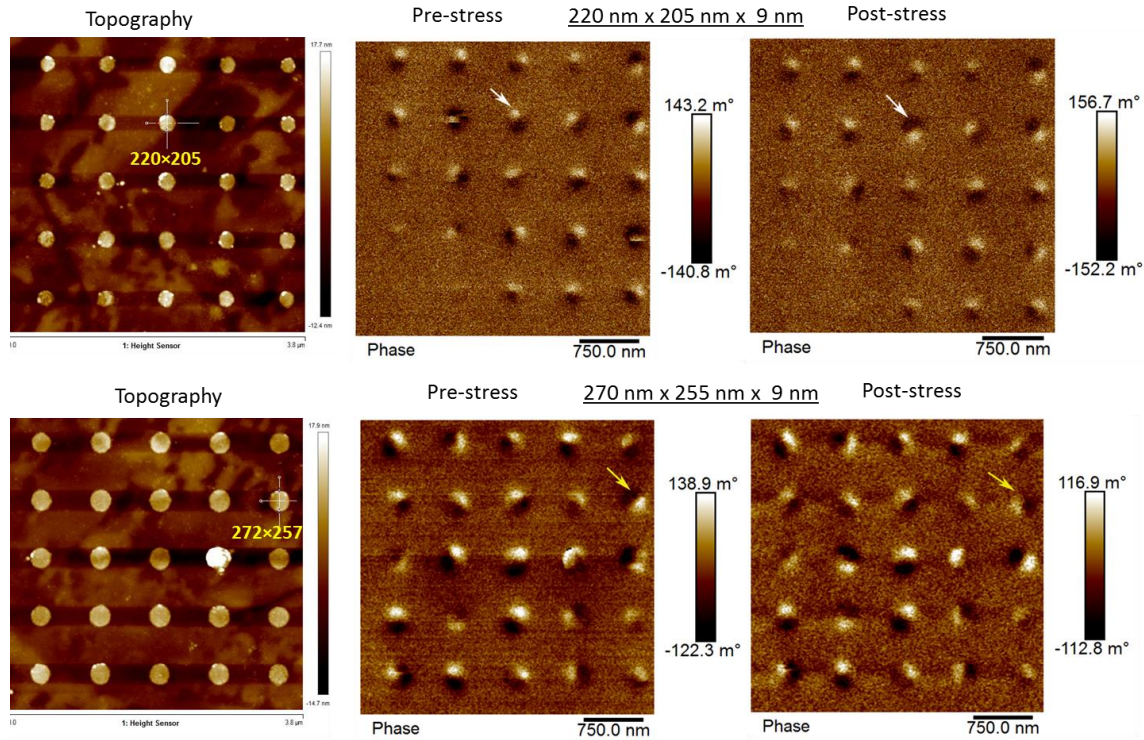 Topography
Pre-stress
220 nm x 205 nm x 9 nm
Post-stress
17.7 nm
-12.4 nm
220×205
1: Height Sensor
3.8 µm
143.2 m°
-140.8 m°
Phase
750.0 nm
156.7 m°
-152.2 m°
Phase
750.0 nm
Topography
Pre-stress
270 nm x 255 nm x 9 nm
Post-stress
17.9 nm
-14.7 nm
272×257
1: Height Sensor
3.8 µm
138.9 m°
-122.3 m°
Phase
750.0 nm
116.9 m°
-112.8 m°
Phase
750.0 nm